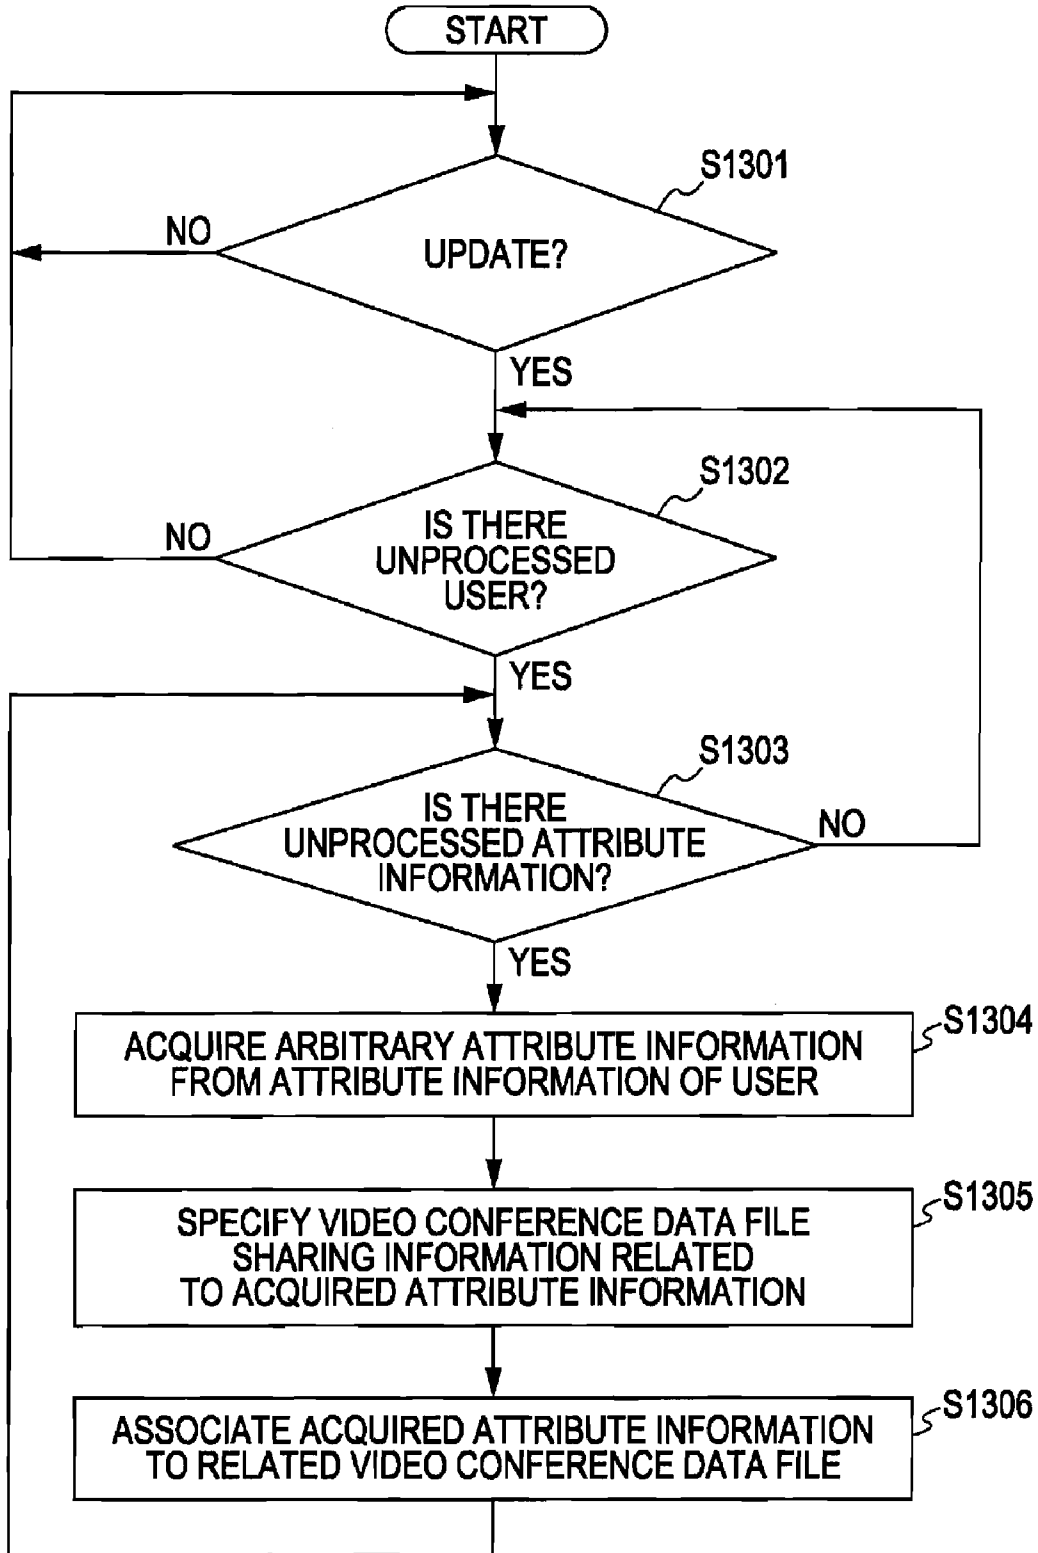 START
S1301
NO
UPDATE?
YES
S1302
NO
IS THERE
UNPROCESSED
USER?
YES
S1303
IS THERE
UNPROCESSED ATTRIBUTE
INFORMATION?
NO
YES
S1304
ACQUIRE ARBITRARY ATTRIBUTE INFORMATION
FROM ATTRIBUTE INFORMATION OF USER
S1305
SPECIFY VIDEO CONFERENCE DATA FILE
SHARING INFORMATION RELATED
TO ACQUIRED ATTRIBUTE INFORMATION
S1306
ASSOCIATE ACQUIRED ATTRIBUTE INFORMATION
TO RELATED VIDEO CONFERENCE DATA FILE